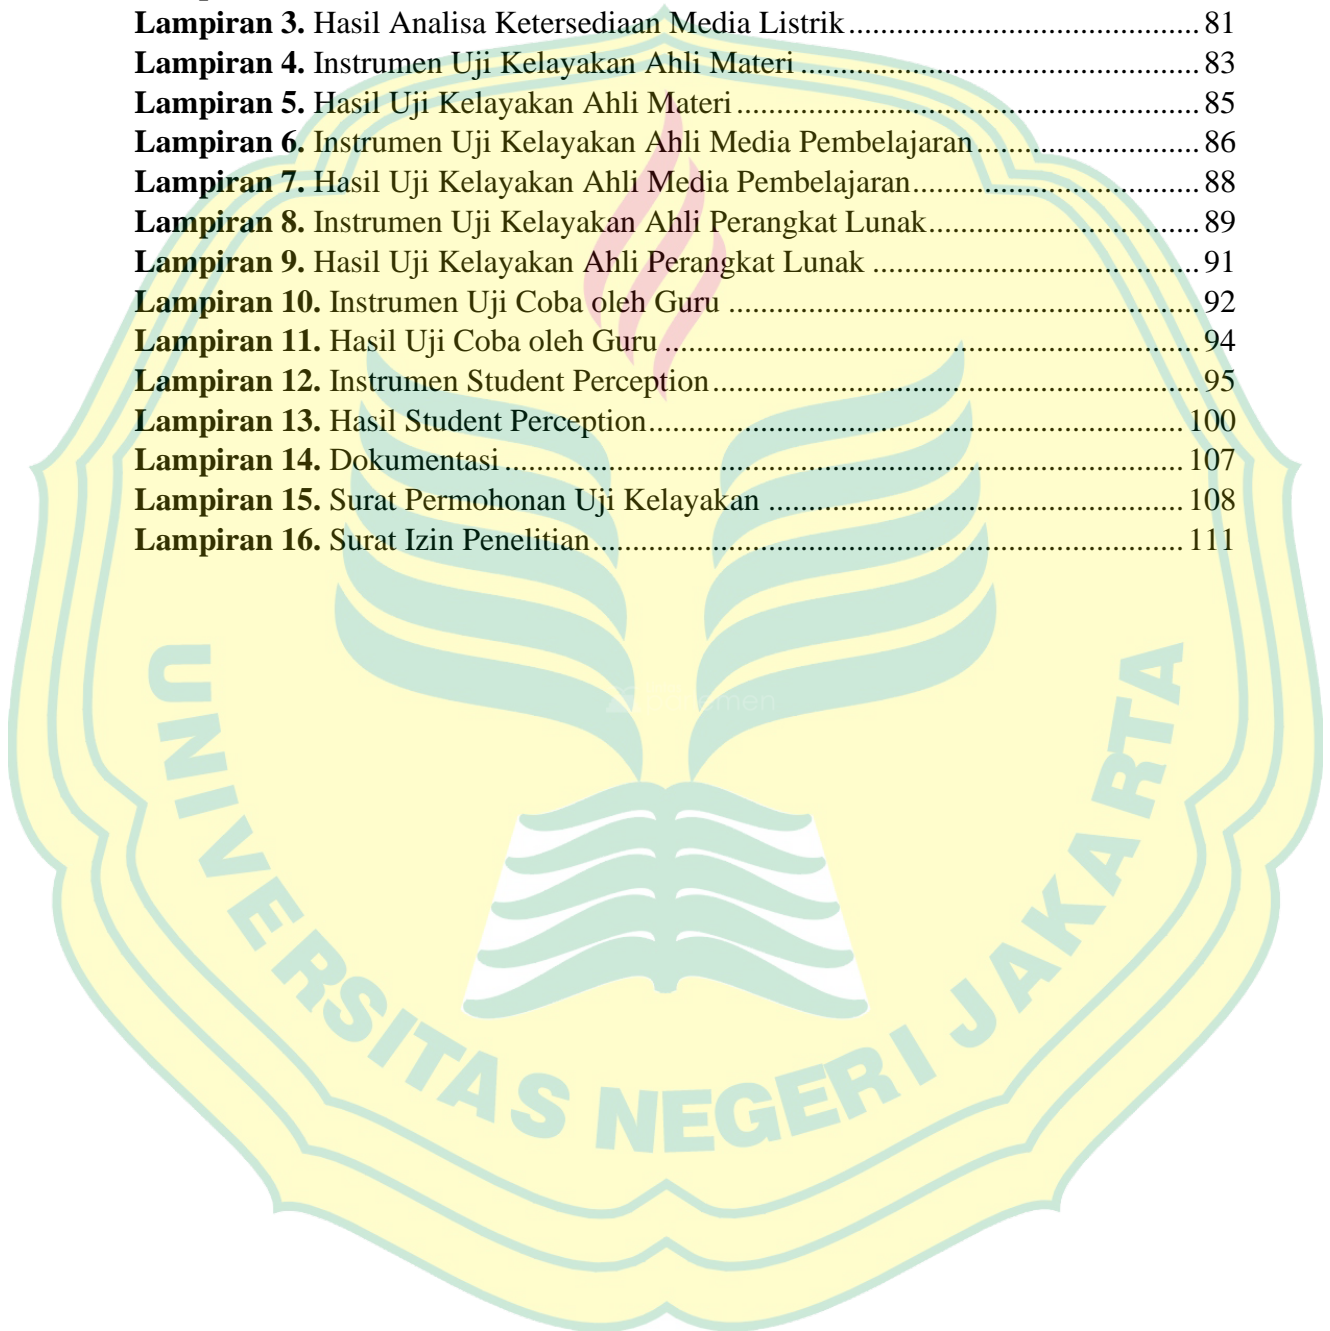 Lampiran 3. Hasil Analisa Ketersediaan Media Listrik............................................ 81
Lampiran 4. Instrumen Uji Kelayakan Ahli Materi .................................................. 83
Lampiran 5. Hasil Uji Kelayakan Ahli Materi.......................................................... 85
Lampiran 6. Instrumen Uji Kelayakan Ahli Media Pembelajaran............................ 86
Lampiran 7. Hasil Uji Kelayakan Ahli Media Pembelajaran................................... 88
Lampiran 8. Instrumen Uji Kelayakan Ahli Perangkat Lunak.................................. 89
Lampiran 9. Hasil Uji Kelayakan Ahli Perangkat Lunak ......................................... 91
Lampiran 10. Instrumen Uji Coba oleh Guru ........................................................... 92
Lampiran 11. Hasil Uji Coba oleh Guru ................................................................... 94
Lampiran 12. Instrumen Student Perception............................................................. 95
Lampiran 13. Hasil Student Perception................................................................... 100
Lampiran 14. Dokumentasi ..................................................................................... 107
Lampiran 15. Surat Permohonan Uji Kelayakan .................................................... 108
Lampiran 16. Surat Izin Penelitian.......................................................................... 111
UNIVERSITAS NEGERI JAKARTA